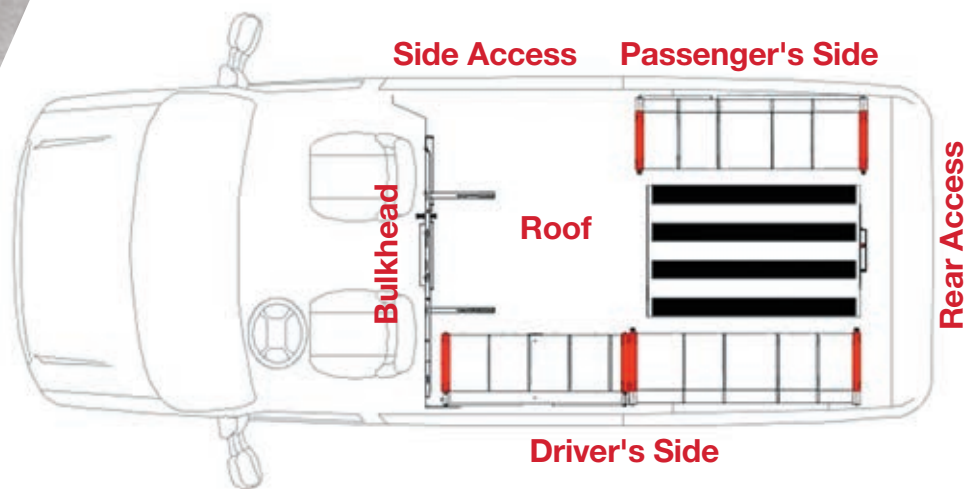 Side Access
Passenger's Side
Bulkhead
Roof
Rear Access
Driver's Side